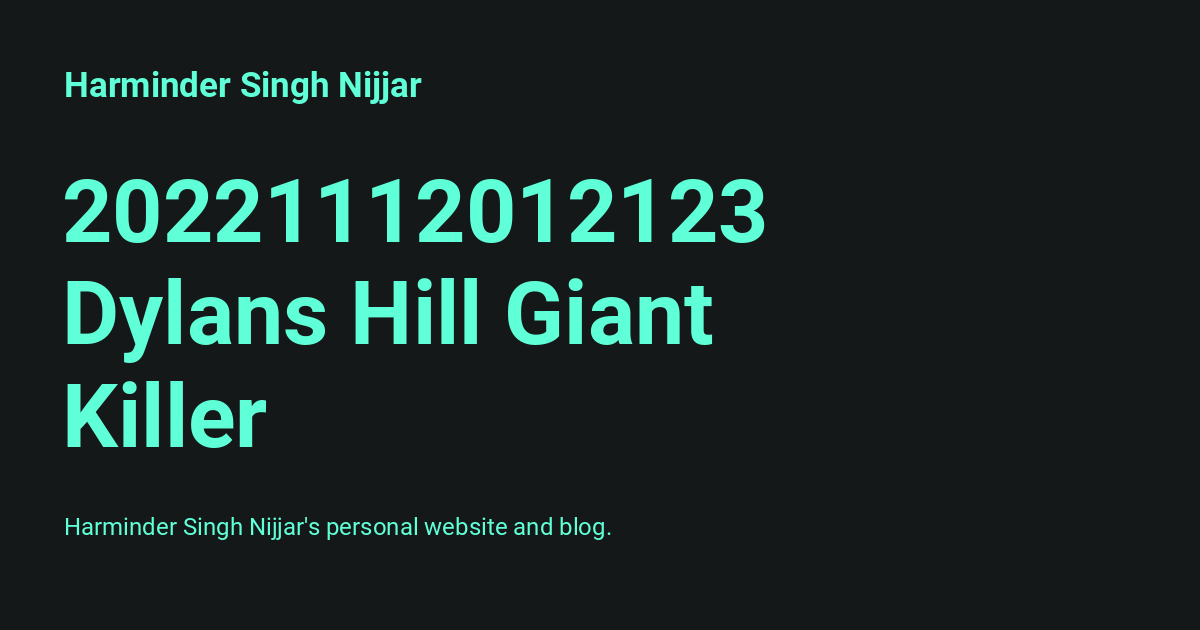 Harminder Singh Nijjar
20221112012123
Dylans Hill Giant
Killer
Harminder Singh Nijjar's personal website and blog.